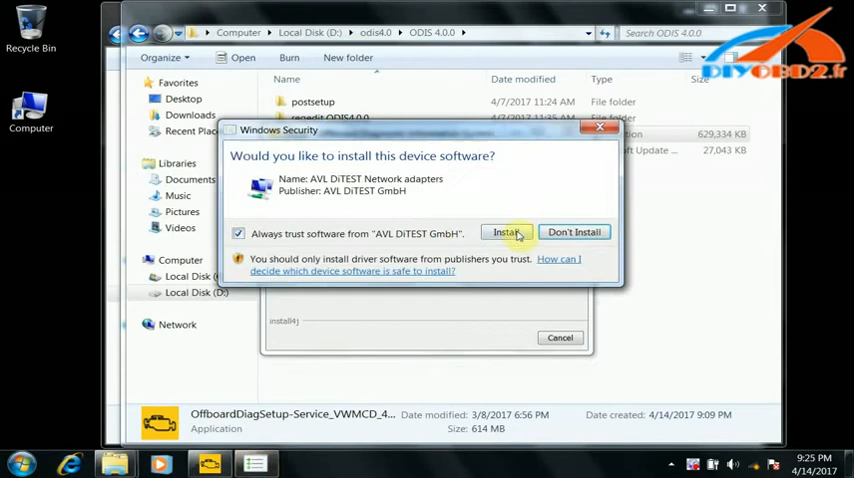 Recycle Bin
Computer
Computer
Local Disk (D:)
odis4.0
ODIS 4.0.0
Search ODIS 4.0.0
Organize
Open
Burn
New folder
DIYOBD2.fr
Favorites
Desktop
Downloads
Recent
Libraries
Documents
Music
Pictures
Videos
Computer
Local Disk
Local Disk (D:)
Network
Name
Date modified
Type
Size
postsetup
4/7/2017 11:24 AM
File folder
File folder
629,334 KB
27,043 KB
Windows Security
Would you like to install this device software?
Name: AVL DiTEST Network adapters
Publisher: AVL DiTEST GmbH
Always trust software from "AVL DiTEST GmbH".
Install
Don't Install
You should only install driver software from publishers you trust. How can I
decide which device software is safe to install?
install4j
Cancel
OffboardDiagSetup-Service_VWMCD_4...
Application
Date modified: 3/8/2017 6:56 PM
Size: 614 MB
Date created: 4/14/2017 9:09 PM
9:25 PM
4/14/2017